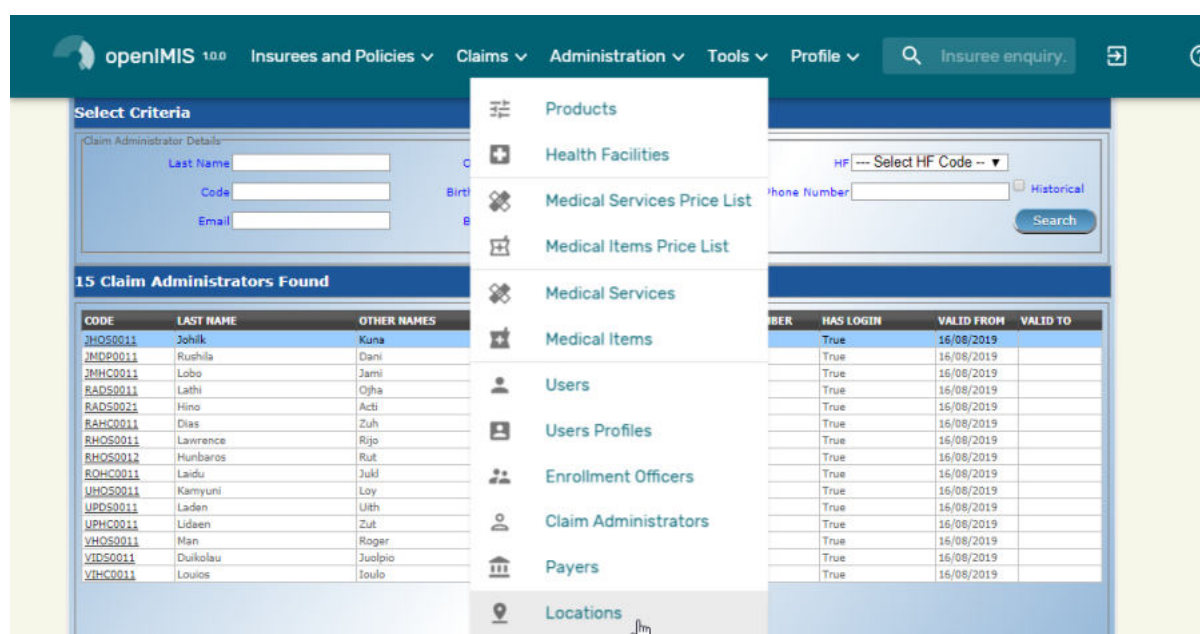 openIMIS 1.0.0 Insurees and Policies Claims Administration Tools Profile Insuree enquiry.
Select Criteria
Claim Administrator Details
Last Name HF --- Select HF Code --
Code Phone Number Historical
Email Search
15 Claim Administrators Found
CODE LAST NAME OTHER NAMES HAS LOGIN VALID FROM VALID TO
JHOS0011 Johilk Kuna True 16/08/2019
JMDP0011 Rushila Dani True 16/08/2019
JMHC0011 Lobo Jami True 16/08/2019
RADS0011 Lathi Ojha True 16/08/2019
RADS0021 Hino Acti True 16/08/2019
RAHC0011 Dias Zuh True 16/08/2019
RHOS0011 Lawrence Rijo True 16/08/2019
RHOS0012 Hunbaros Rut True 16/08/2019
ROHC0011 Laidu Jukl True 16/08/2019
UHOS0011 Kamyuni Loy True 16/08/2019
UPDS0011 Laden Uith True 16/08/2019
UPHC0011 Lidaen Zut True 16/08/2019
VHOS0011 Man Roger True 16/08/2019
VIDS0011 Duikolau Juolpio True 16/08/2019
VIHC0011 Louios Ioulo True 16/08/2019
Products
Health Facilities
Medical Services Price List
Medical Items Price List
Medical Services
Medical Items
Users
Users Profiles
Enrollment Officers
Claim Administrators
Payers
Locations